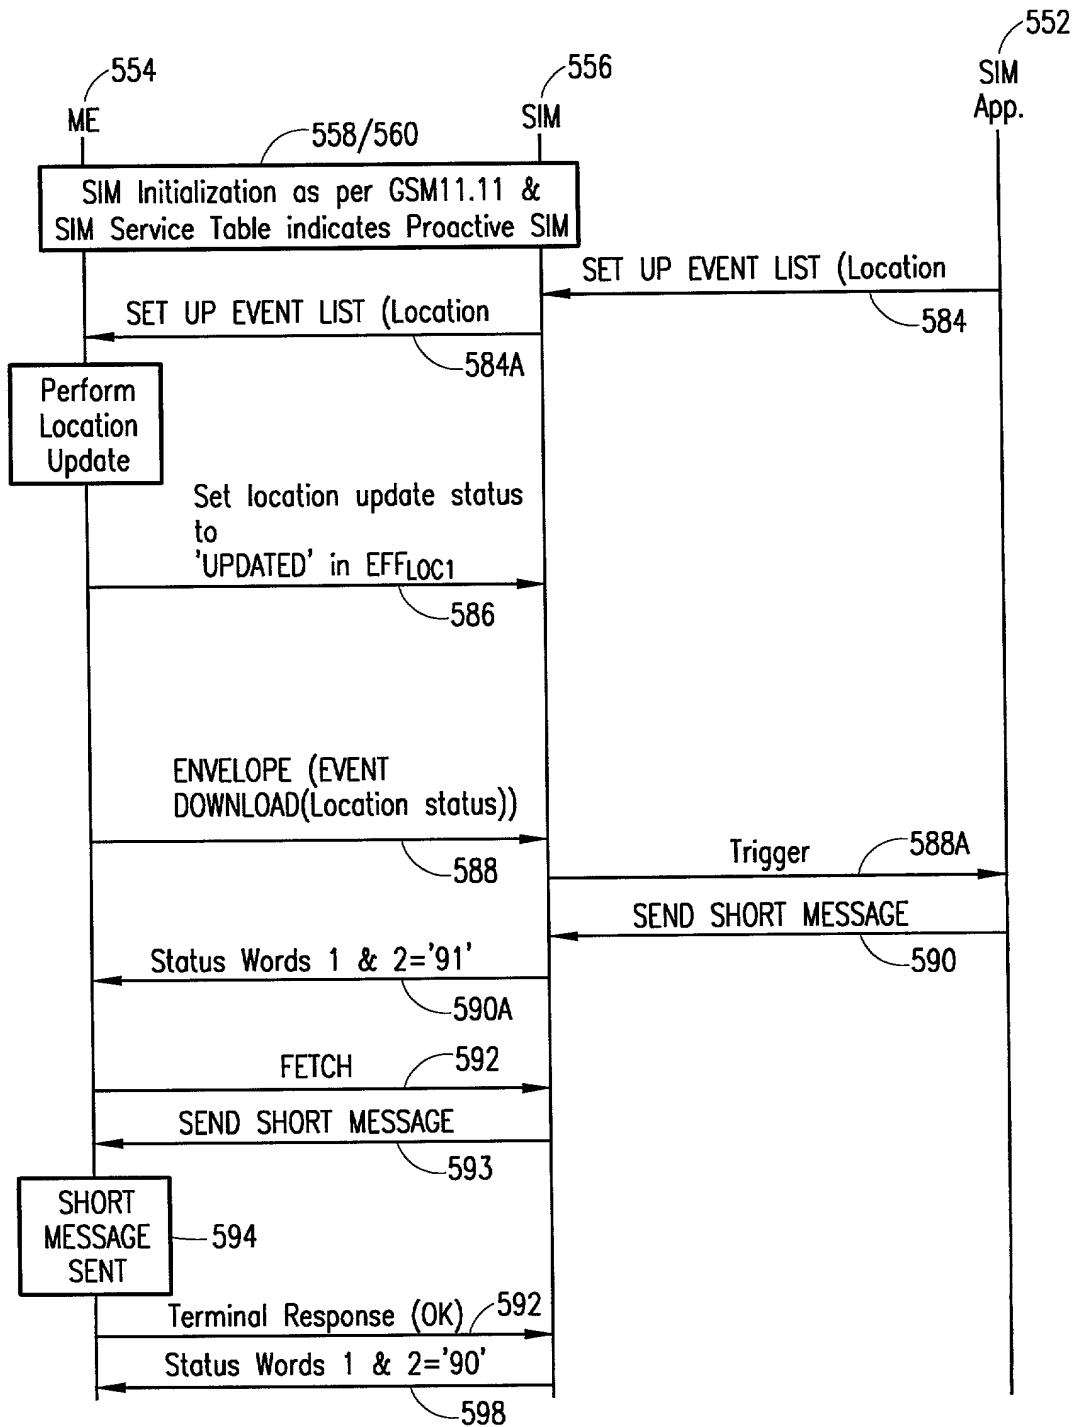 552
SIM
App.
554
ME
556
SIM
558/560
SIM Initialization as per GSM11.11 &
SIM Service Table indicates Proactive SIM
SET UP EVENT LIST (Location
584
SET UP EVENT LIST (Location
584A
Perform
Location
Update
Set location update status
to
'UPDATED' in EFFLOC1
586
ENVELOPE (EVENT
DOWNLOAD(Location status))
588
Trigger
588A
SEND SHORT MESSAGE
590
Status Words 1 & 2='91'
590A
FETCH
592
SEND SHORT MESSAGE
593
SHORT
MESSAGE
SENT
594
Terminal Response (OK)
592
Status Words 1 & 2='90'
598